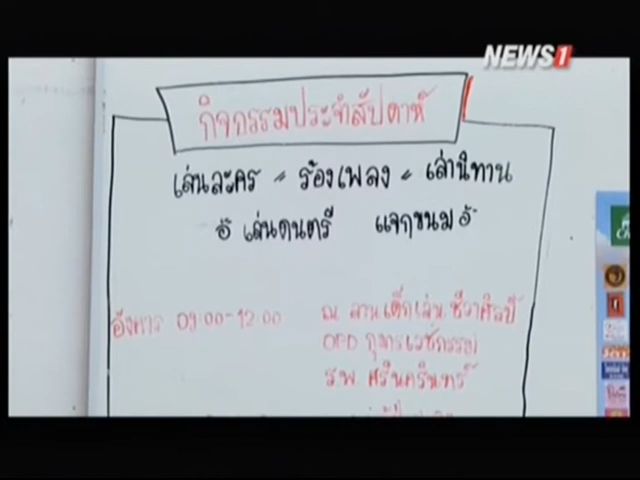 NEWS1
กิจกรรมประจำสัปดาห์
เล่นละคร - ร้องเพลง - เล่านิทาน
เล่นดนตรี แจกขนม
อังคาร 09:00-12.00 ณ ลานเด็กเล่น ชีวาศิลป์
OPD กุมารเวชกรรม
ร.พ ศรีนครินทร์